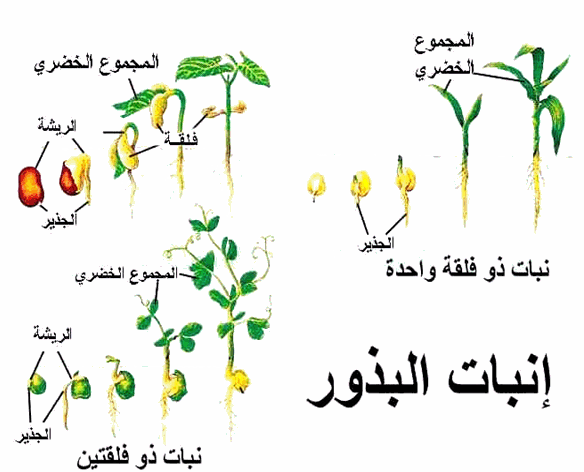 المجموع
الخضري
الجذير
نبات ذو فلقة واحدة
المجموع الخضري
الريشة
فلقـة
الجذير
المجموع الخضري
الريشة
الجذير
نبات ذو فلقتين
إنبات البذور